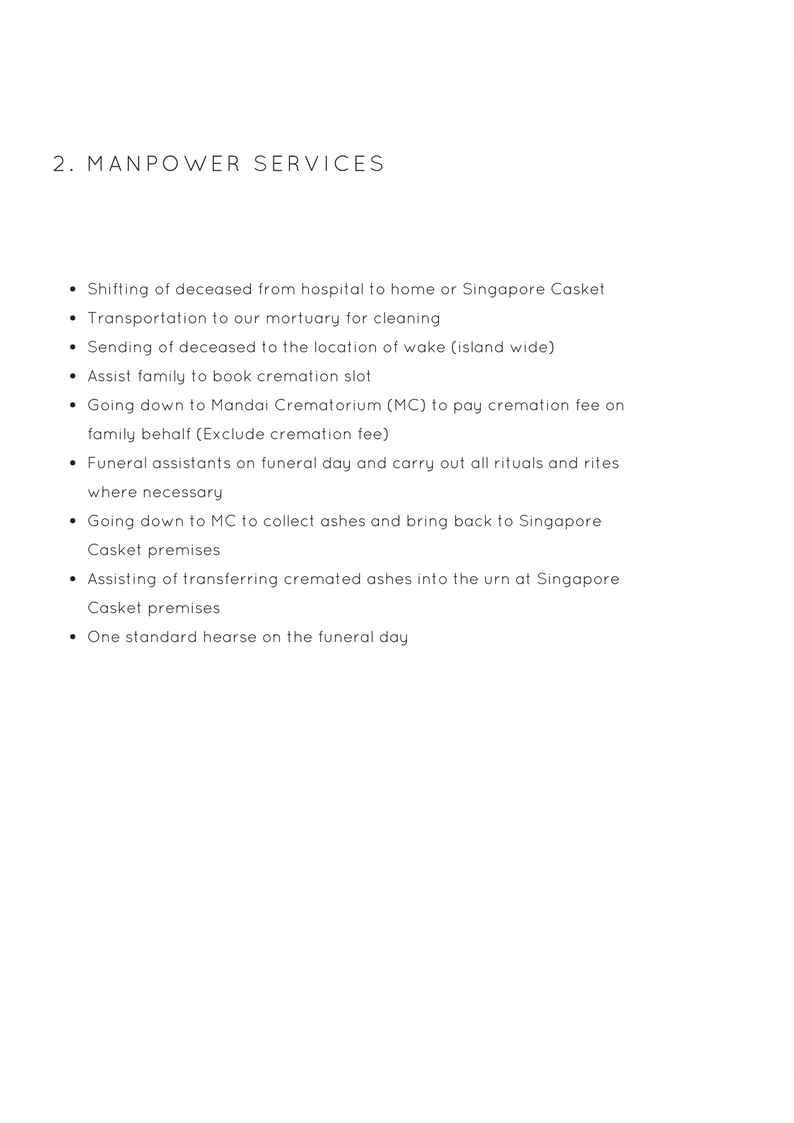 2. MANPOWER SERVICES
• Shifting of deceased from hospital to home or Singapore Casket
• Transportation to our mortuary for cleaning
• Sending of deceased to the location of wake (island wide)
• Assist family to book cremation slot
• Going down to Mandai Crematorium (MC) to pay cremation fee on
family behalf (Exclude cremation fee)
• Funeral assistants on funeral day and carry out all rituals and rites
where necessary
• Going down to MC to collect ashes and bring back to Singapore
Casket premises
• Assisting of transferring cremated ashes into the urn at Singapore
Casket premises
• One standard hearse on the funeral day